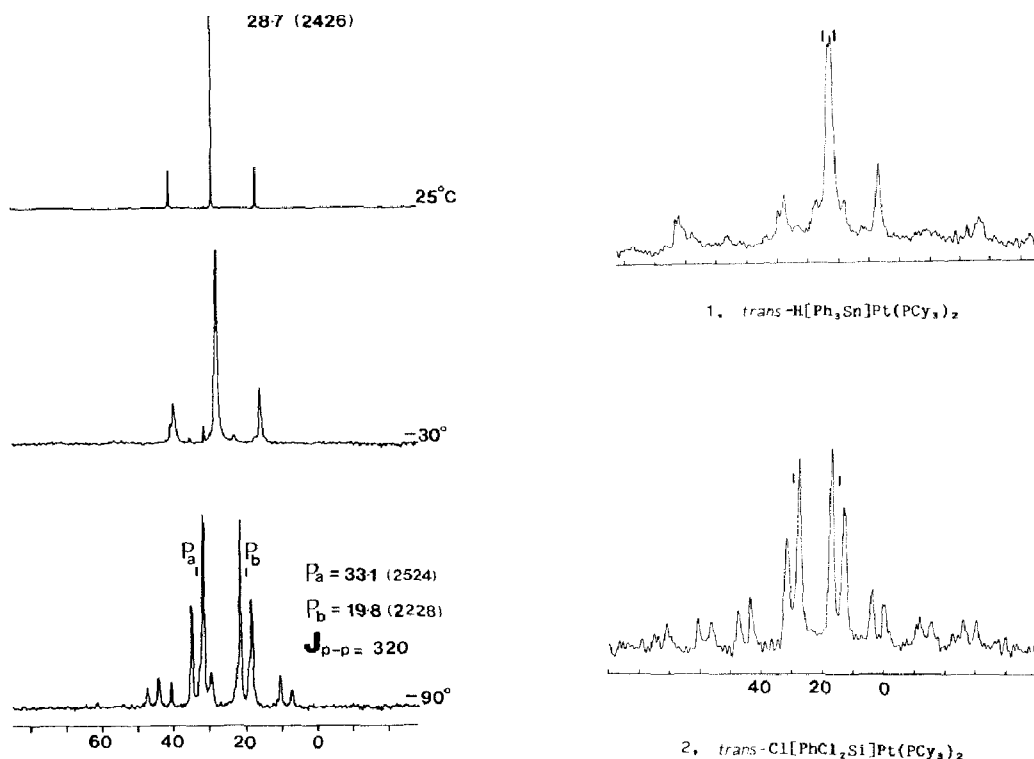 28·7 (2426)
25°C
-30°
Pa
Pb
Pa = 33·1 (2524)
Pb = 19·8 (2228)
Jp-p = 320
-90°
60 40 20 0
1, trans-H[Ph₃Sn]Pt(PCy₃)₂
40 20 0
2, trans-Cl[PhCl₂Si]Pt(PCy₃)₂